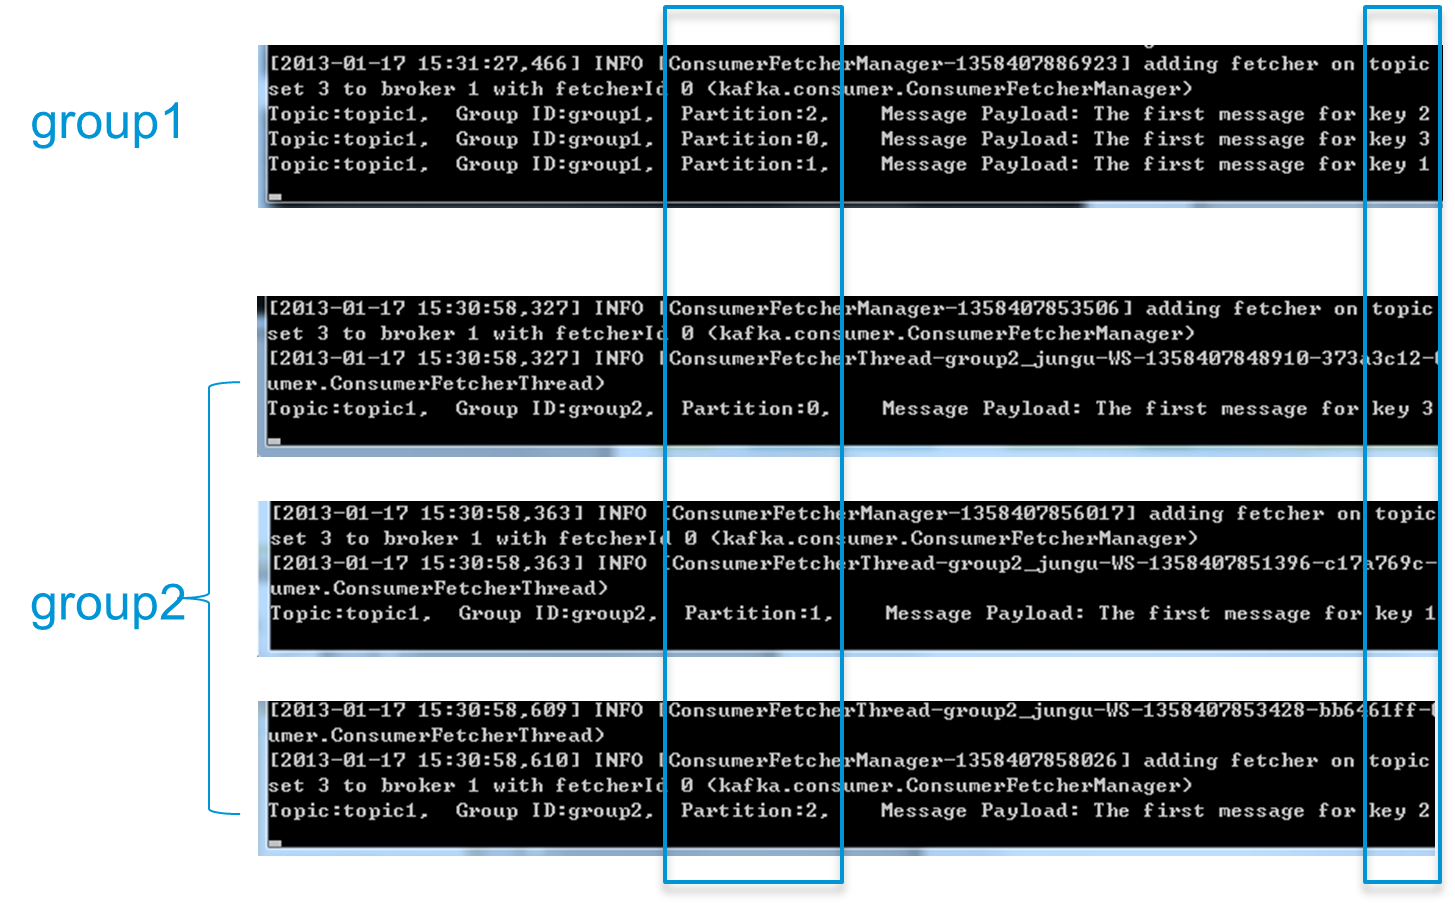 group1
[2013-01-17 15:31:27,466] INFO [ConsumerFetcherManager-1358407886923] adding fetcher on topic
set 3 to broker 1 with fetcherId 0 (kafka.consumer.ConsumerFetcherManager)
Topic:topic1, Group ID:group1, Partition:2, Message Payload: The first message for key 2
Topic:topic1, Group ID:group1, Partition:0, Message Payload: The first message for key 3
Topic:topic1, Group ID:group1, Partition:1, Message Payload: The first message for key 1
group2
[2013-01-17 15:30:58,327] INFO [ConsumerFetcherManager-1358407853506] adding fetcher on topic
set 3 to broker 1 with fetcherId 0 (kafka.consumer.ConsumerFetcherManager)
[2013-01-17 15:30:58,327] INFO [ConsumerFetcherThread-group2_jungu-WS-1358407848910-373a3c12-
umer.ConsumerFetcherThread)
Topic:topic1, Group ID:group2, Partition:0, Message Payload: The first message for key 3
[2013-01-17 15:30:58,363] INFO [ConsumerFetcherManager-1358407856017] adding fetcher on topic
set 3 to broker 1 with fetcherId 0 (kafka.consumer.ConsumerFetcherManager)
[2013-01-17 15:30:58,363] INFO [ConsumerFetcherThread-group2_jungu-WS-1358407851396-c17a769c-
umer.ConsumerFetcherThread)
Topic:topic1, Group ID:group2, Partition:1, Message Payload: The first message for key 1
[2013-01-17 15:30:58,609] INFO [ConsumerFetcherThread-group2_jungu-WS-1358407853428-bb6461ff-
umer.ConsumerFetcherThread)
[2013-01-17 15:30:58,610] INFO [ConsumerFetcherManager-1358407858026] adding fetcher on topic
set 3 to broker 1 with fetcherId 0 (kafka.consumer.ConsumerFetcherManager)
Topic:topic1, Group ID:group2, Partition:2, Message Payload: The first message for key 2